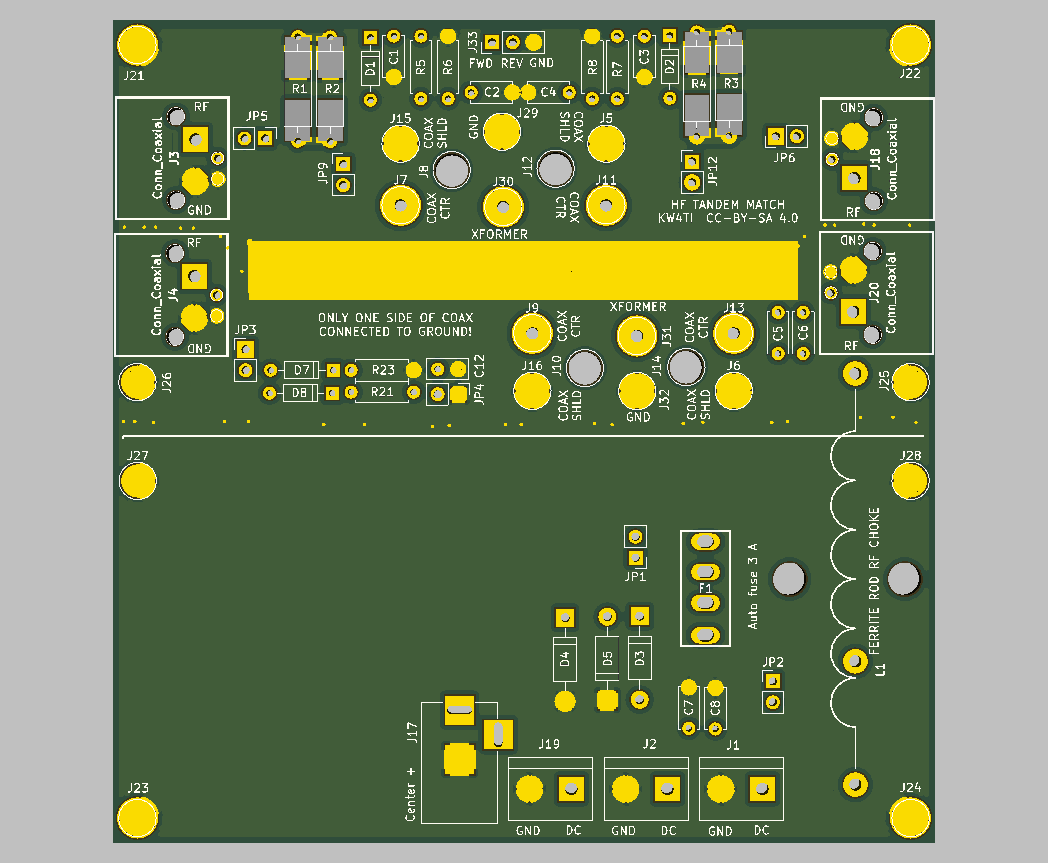 J21
J22
R1
R2
D1
C1
R5
R6
J33
FWD REV GND
R8
R7
C3
D2
R4
R3
C2
C4
RF
JP5
Conn_Coaxial
J3
GND
JP9
J15
COAX
SHLD
GND
J29
SHLD
COAX
J5
J8
J12
J7
COAX
CTR
J30
XFORMER
CTR
COAX
J11
JP12
JP6
HF TANDEM MATCH
KW4TI CC-BY-SA 4.0
GND
J18
Conn_Coaxial
RF
RF
Conn_Coaxial
J4
GND
GND
J20
Conn_Coaxial
RF
ONLY ONE SIDE OF COAX
CONNECTED TO GROUND!
J9
COAX
CTR
XFORMER
J31
COAX
CTR
J13
C5
C6
JP3
D7
R23
C12
D8
R21
JP4
J10
J14
J16
COAX
SHLD
GND
J32
COAX
SHLD
J6
J26
J25
J27
J28
JP1
F1
Auto fuse 3 A
FERRITE ROD RF CHOKE
L1
D4
D5
D3
JP2
C7
C8
J17
Center +
J19
J2
J1
GND DC
GND DC
GND DC
J23
J24